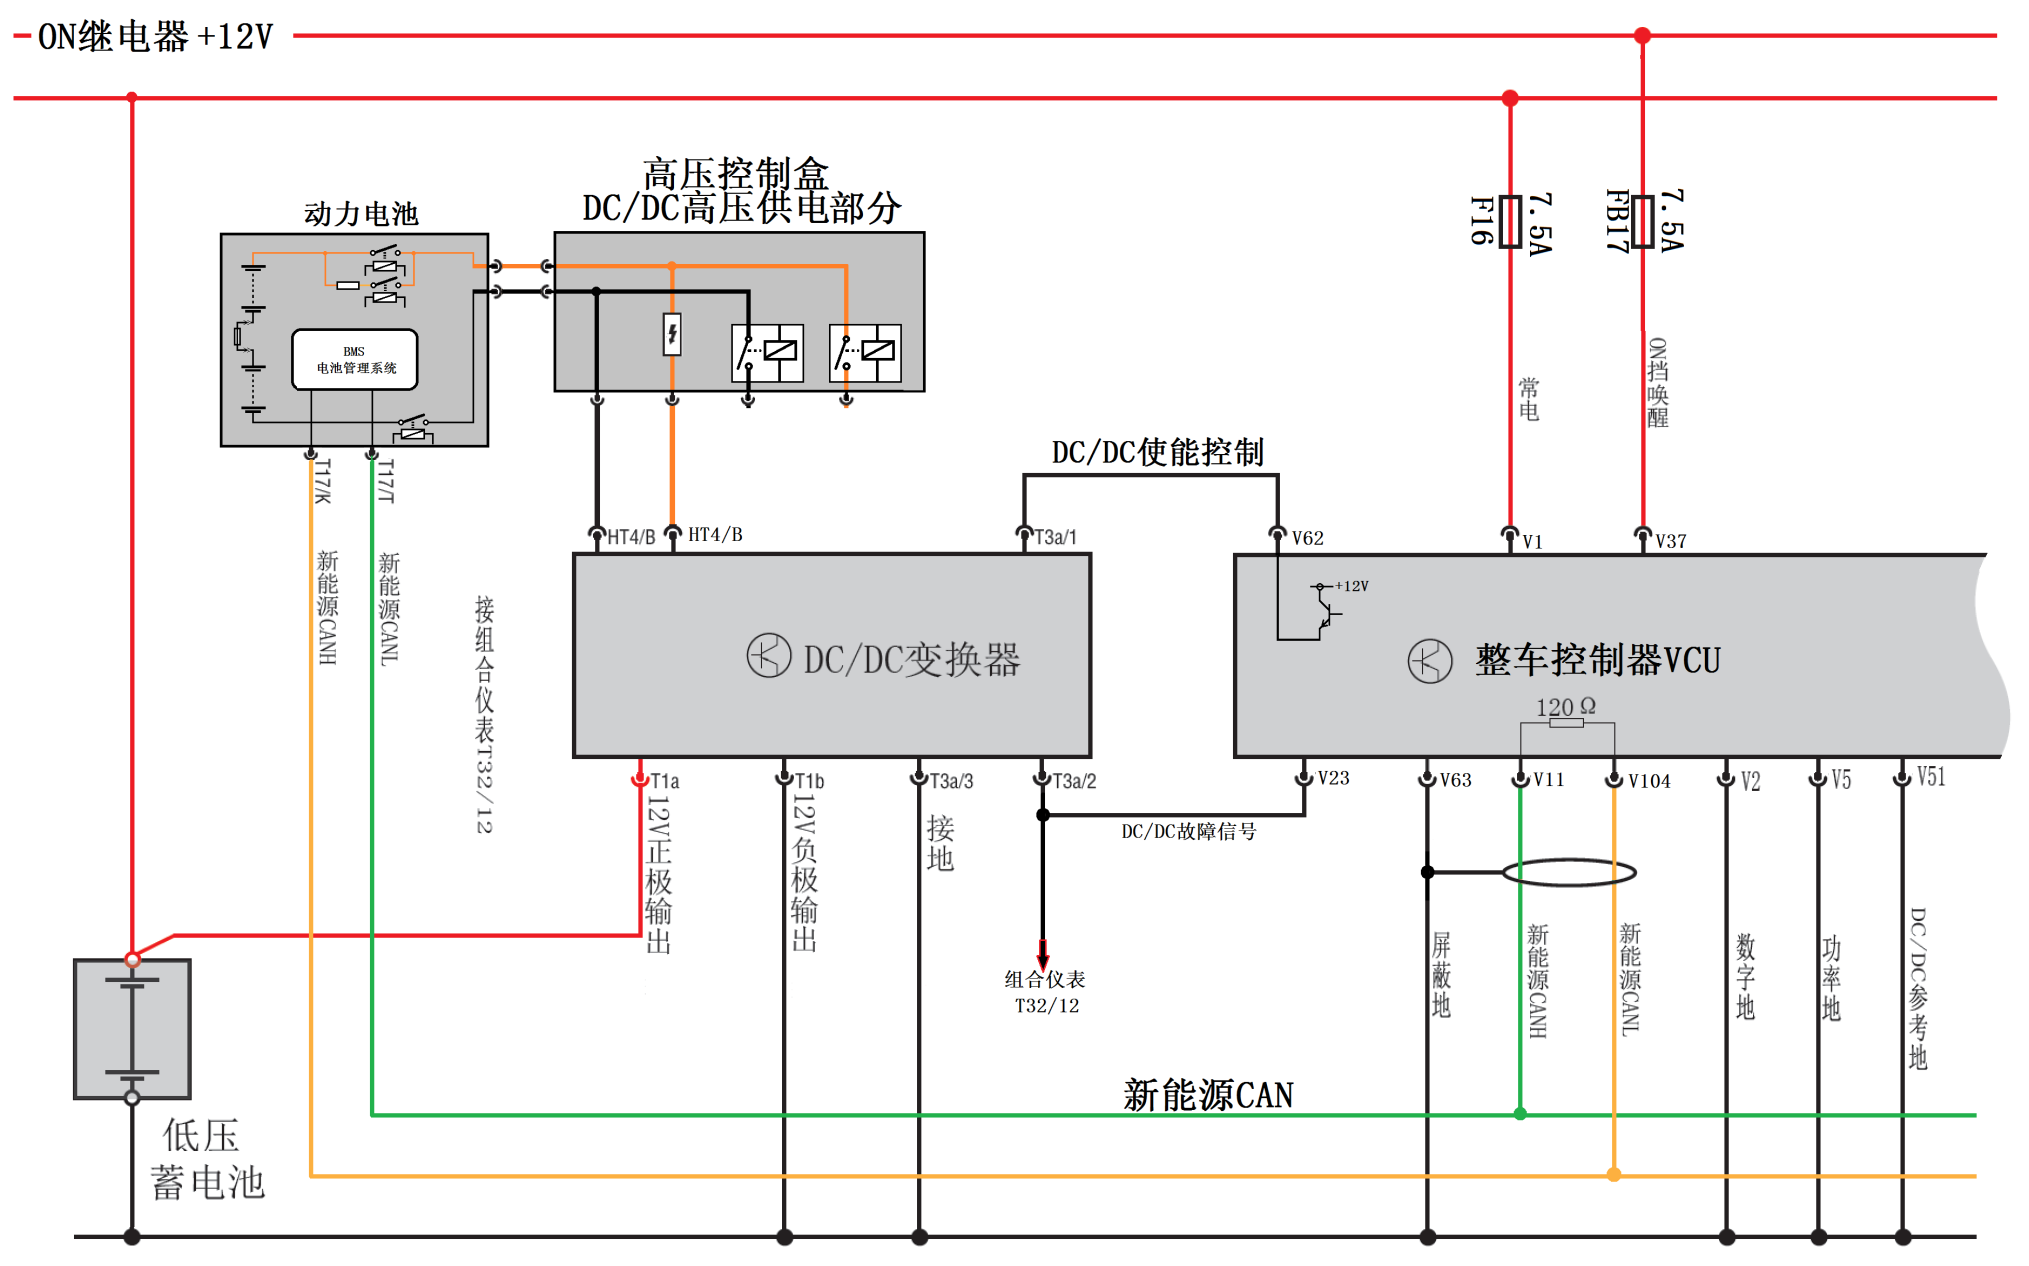 ON继电器 +12V
高压控制盒
DC/DC高压供电部分
动力电池
BMS
电池管理系统
F16
7.5A
FB17
7.5A
常电
ON挡唤醒
T17/K
T17/T
新能源CANH
新能源CANL
接组合仪表T32/12
DC/DC使能控制
HT4/B
HT4/B
T3a/1
V62
V1
V37
+12V
DC/DC变换器
整车控制器VCU
120Ω
T1a
T1b
T3a/3
T3a/2
V23
V63
V11
V104
V2
V5
V51
12V正极输出
12V负极输出
接地
DC/DC故障信号
组合仪表
T32/12
屏蔽地
新能源CANH
新能源CANL
数字地
功率地
DC/DC参考地
新能源CAN
低压
蓄电池